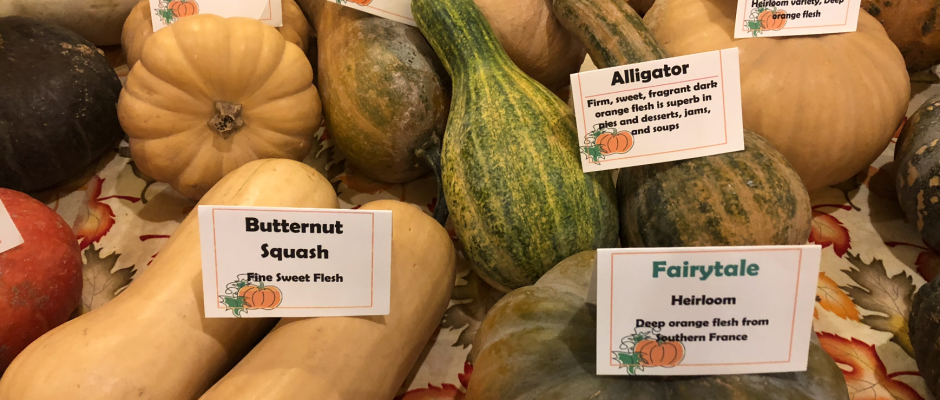 Heirloom variety, Deep
orange flesh
Alligator
Firm, sweet, fragrant dark
orange flesh is superb in
pies and desserts, jams,
and soups
Butternut
Squash
Fine Sweet Flesh
Fairytale
Heirloom
Deep orange flesh from
Southern France